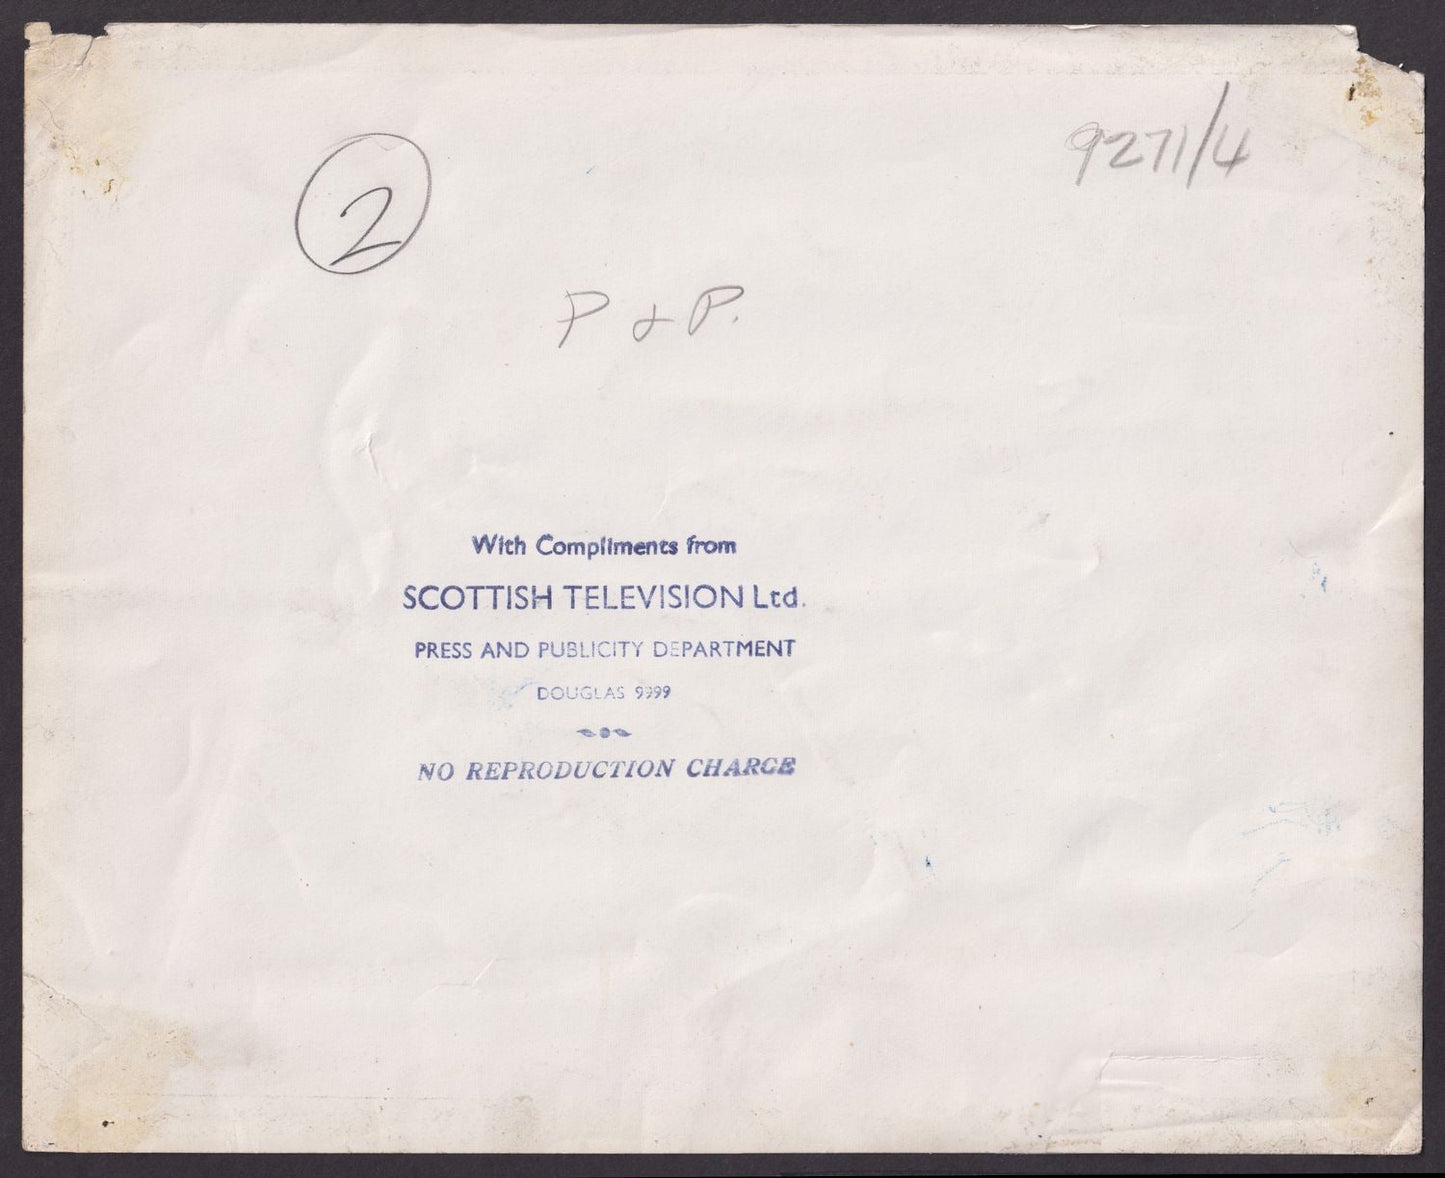 9271/4
2
P & P.
With Compliments from
SCOTTISH TELEVISION Ltd.
PRESS AND PUBLICITY DEPARTMENT
DOUGLAS 9999
NO REPRODUCTION CHARGE